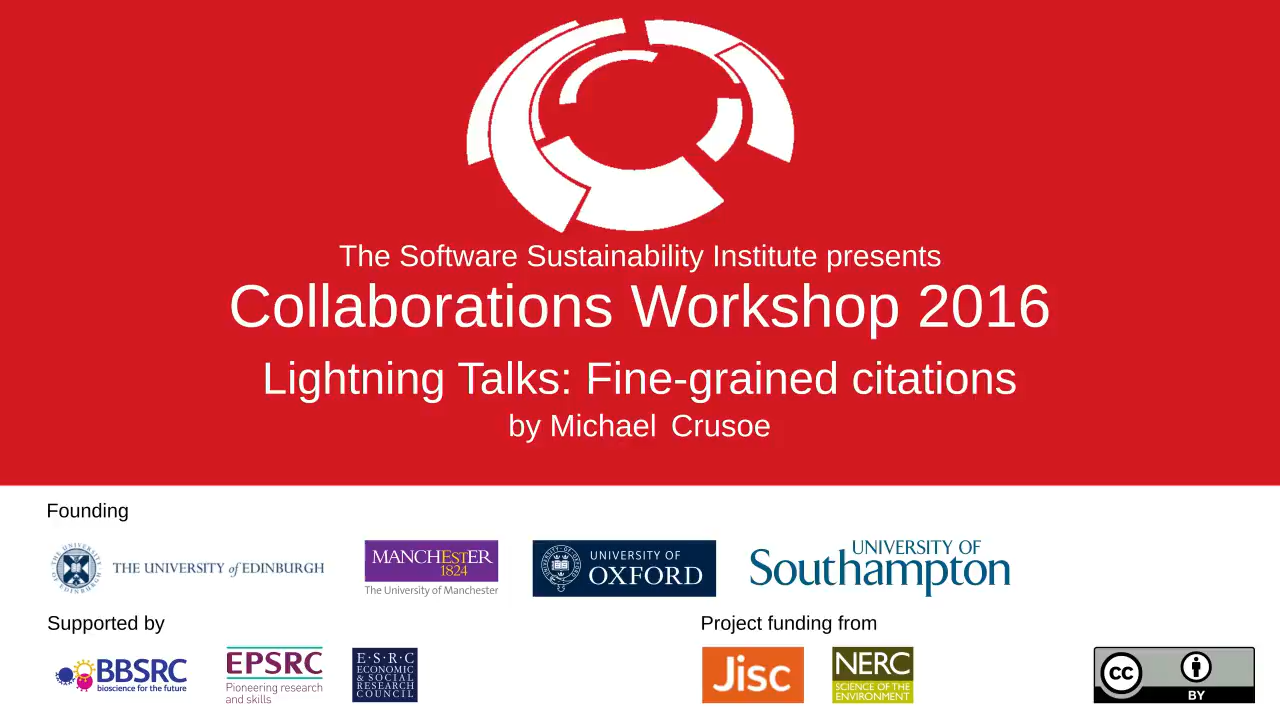 The Software Sustainability Institute presents
Collaborations Workshop 2016
Lightning Talks: Fine-grained citations
by Michael Crusoe
Founding
THE UNIVERSITY of EDINBURGH
MANCHESTER
1824
The University of Manchester
UNIVERSITY OF
OXFORD
UNIVERSITY OF
Southampton
Supported by
Project funding from
BBSRC
bioscience for the future
EPSRC
Pioneering research
and skills
E·S·R·C
ECONOMIC
& SOCIAL
RESEARCH
COUNCIL
Jisc
NERC
SCIENCE OF THE
ENVIRONMENT
CC
BY